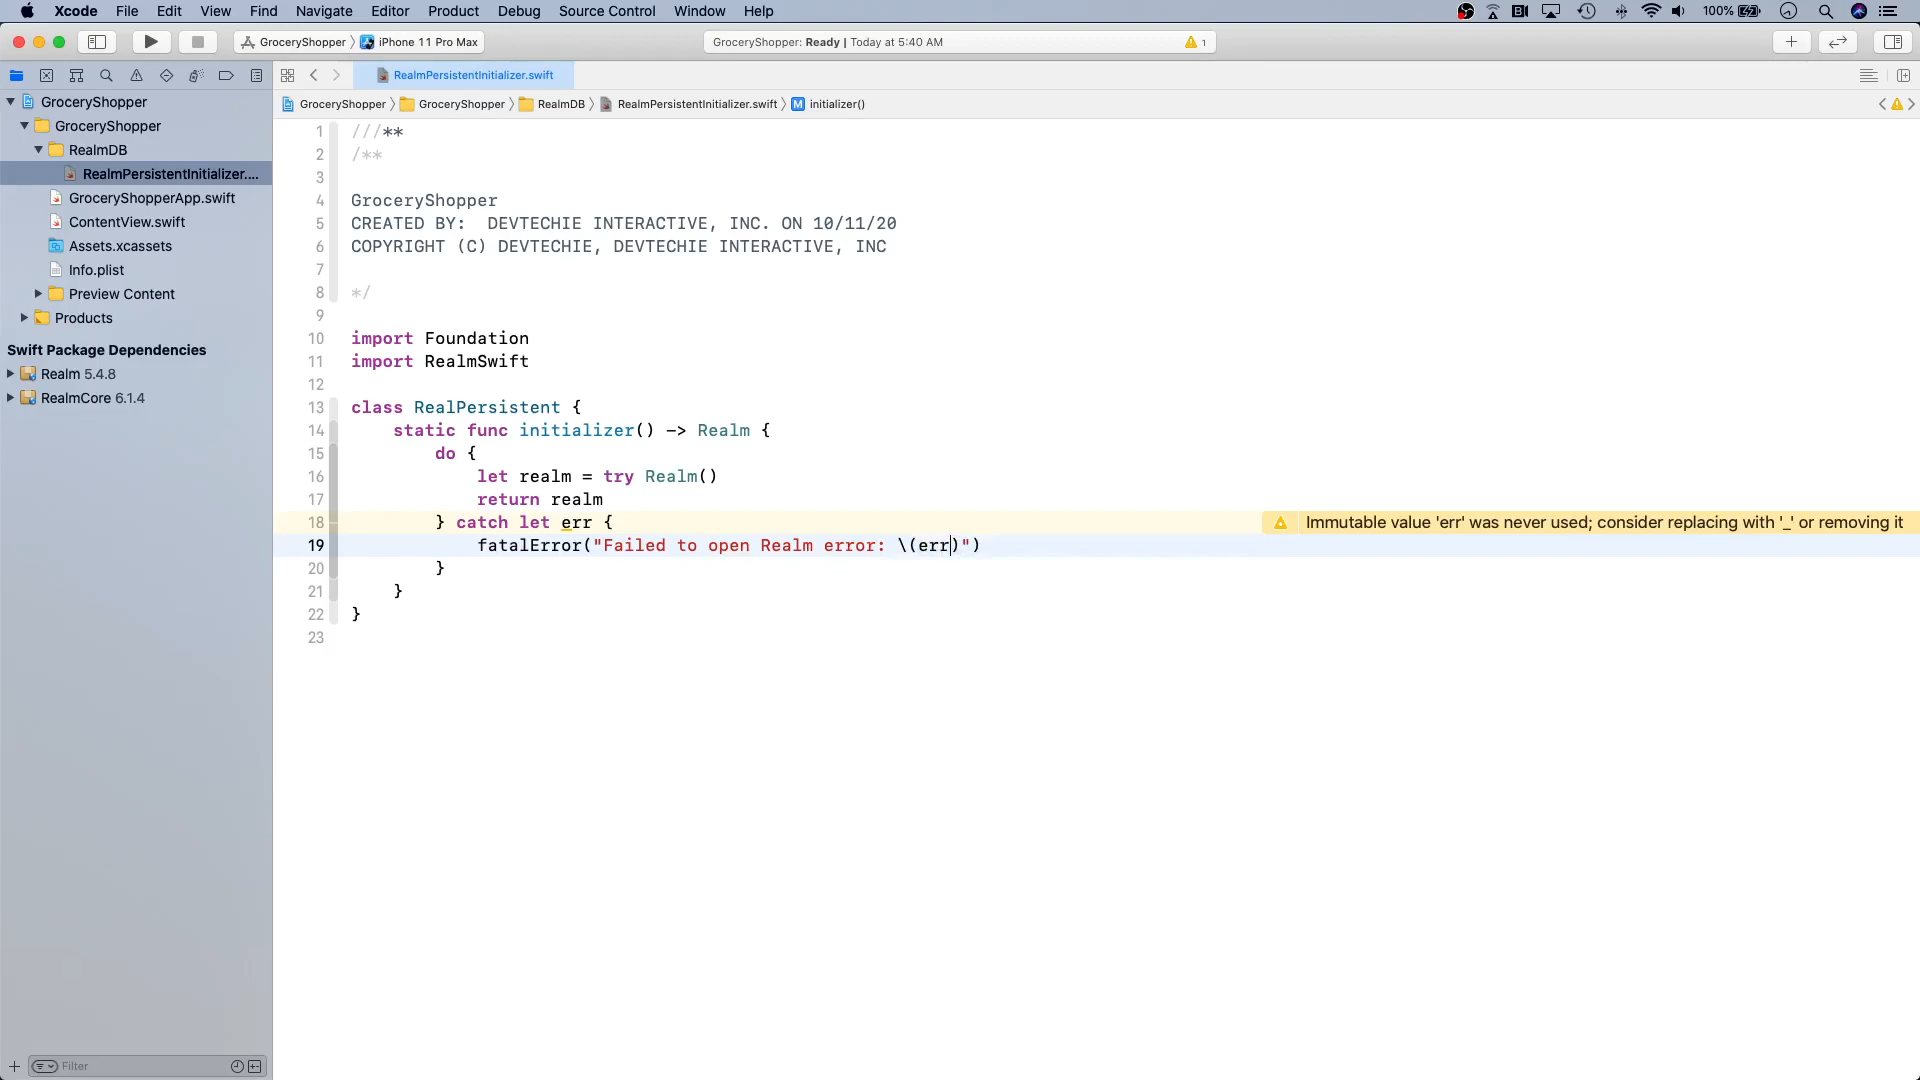 Xcode File Edit View Find Navigate Editor Product Debug Source Control Window Help 100%
GroceryShopper iPhone 11 Pro Max GroceryShopper: Ready | Today at 5:40 AM 1
RealmPersistentInitializer.swift
GroceryShopper GroceryShopper RealmDB RealmPersistentInitializer.swift M initializer()
GroceryShopper
GroceryShopper
RealmDB
RealmPersistentInitializer....
GroceryShopperApp.swift
ContentView.swift
Assets.xcassets
Info.plist
Preview Content
Products
Swift Package Dependencies
Realm 5.4.8
RealmCore 6.1.4
Filter
1 ///**
2 /**
3
4 GroceryShopper
5 CREATED BY:  DEVTECHIE INTERACTIVE, INC. ON 10/11/20
6 COPYRIGHT (C) DEVTECHIE, DEVTECHIE INTERACTIVE, INC
7
8 */
9
10 import Foundation
11 import RealmSwift
12
13 class RealPersistent {
14 static func initializer() -> Realm {
15 do {
16 let realm = try Realm()
17 return realm
18 } catch let err { Immutable value 'err' was never used; consider replacing with '_' or removing it
19 fatalError("Failed to open Realm error: \(err)")
20 }
21 }
22 }
23